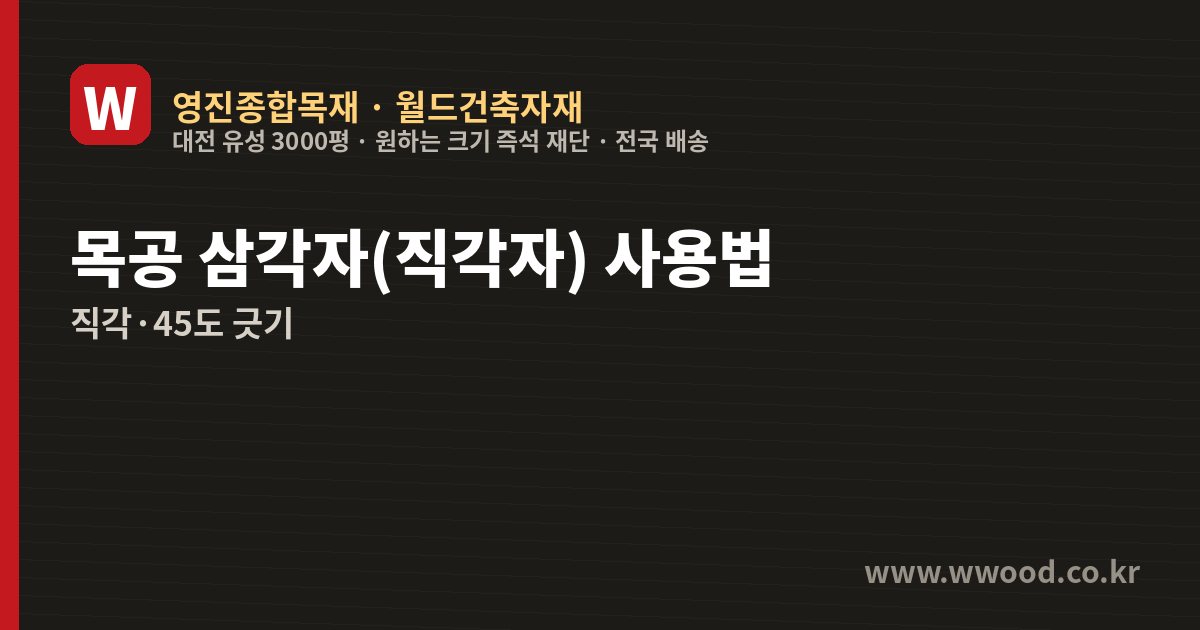 W
영진종합목재 · 월드건축자재
대전 유성 3000평 · 원하는 크기 즉석 재단 · 전국 배송
목공 삼각자(직각자) 사용법
직각·45도 긋기
www.wwood.co.kr